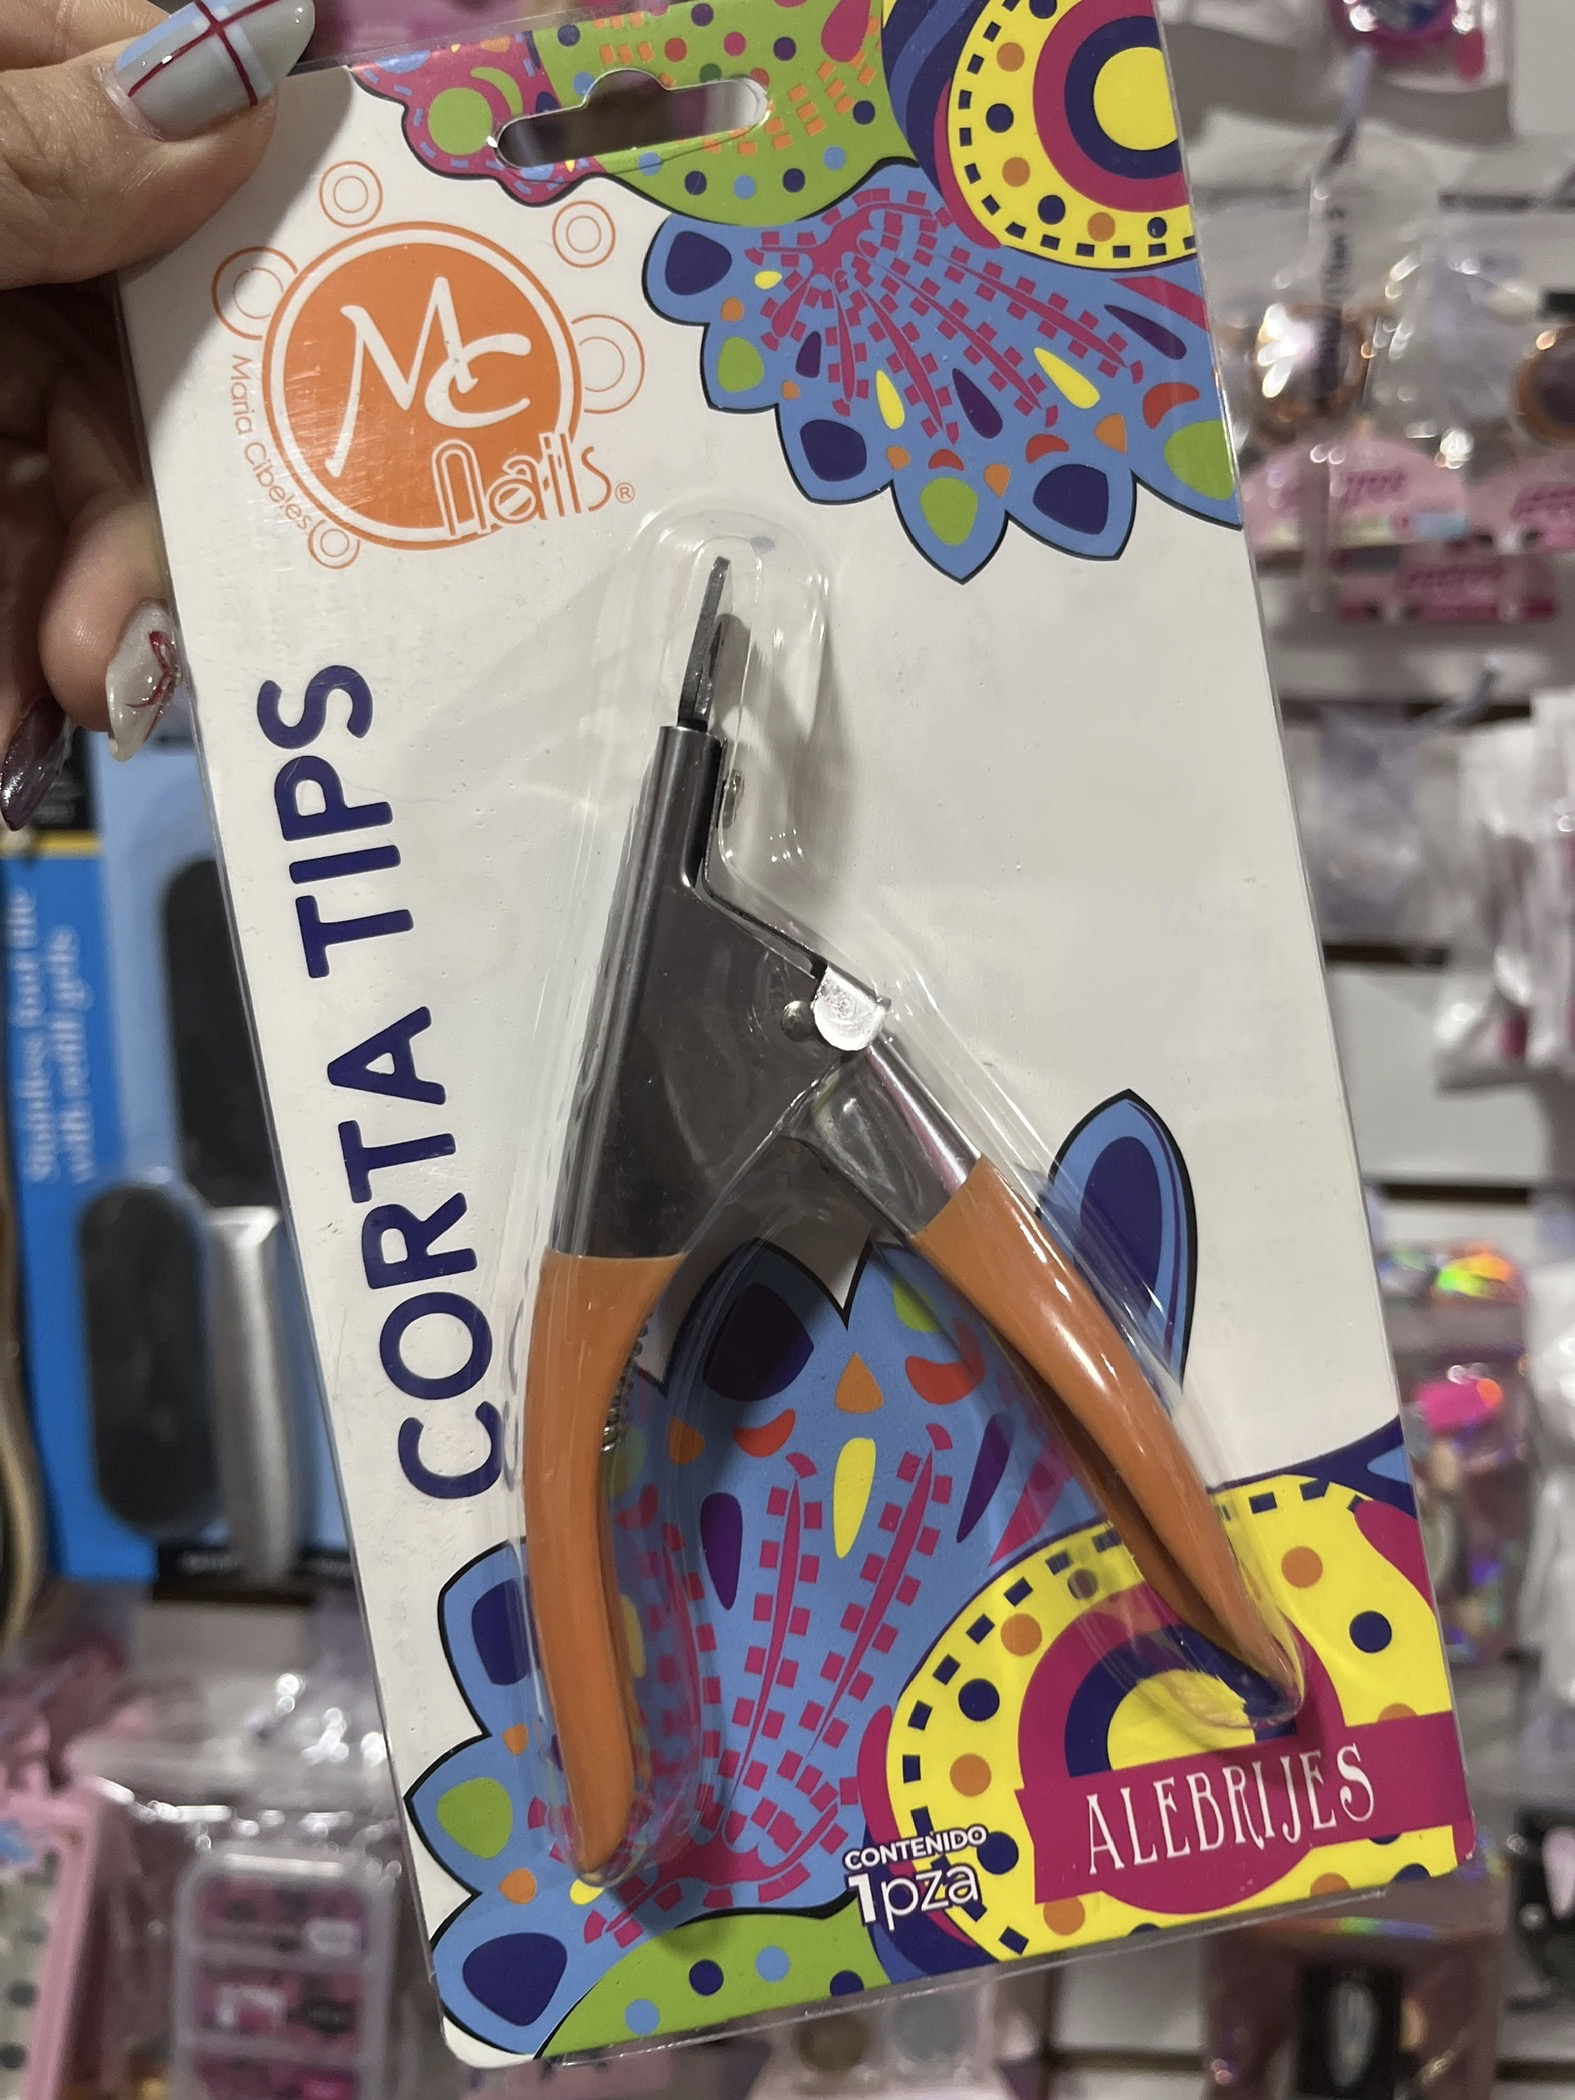 MC
nails®
Maria Cibeles
CORTA TIPS
CONTENIDO
1pza
ALEBRIJES